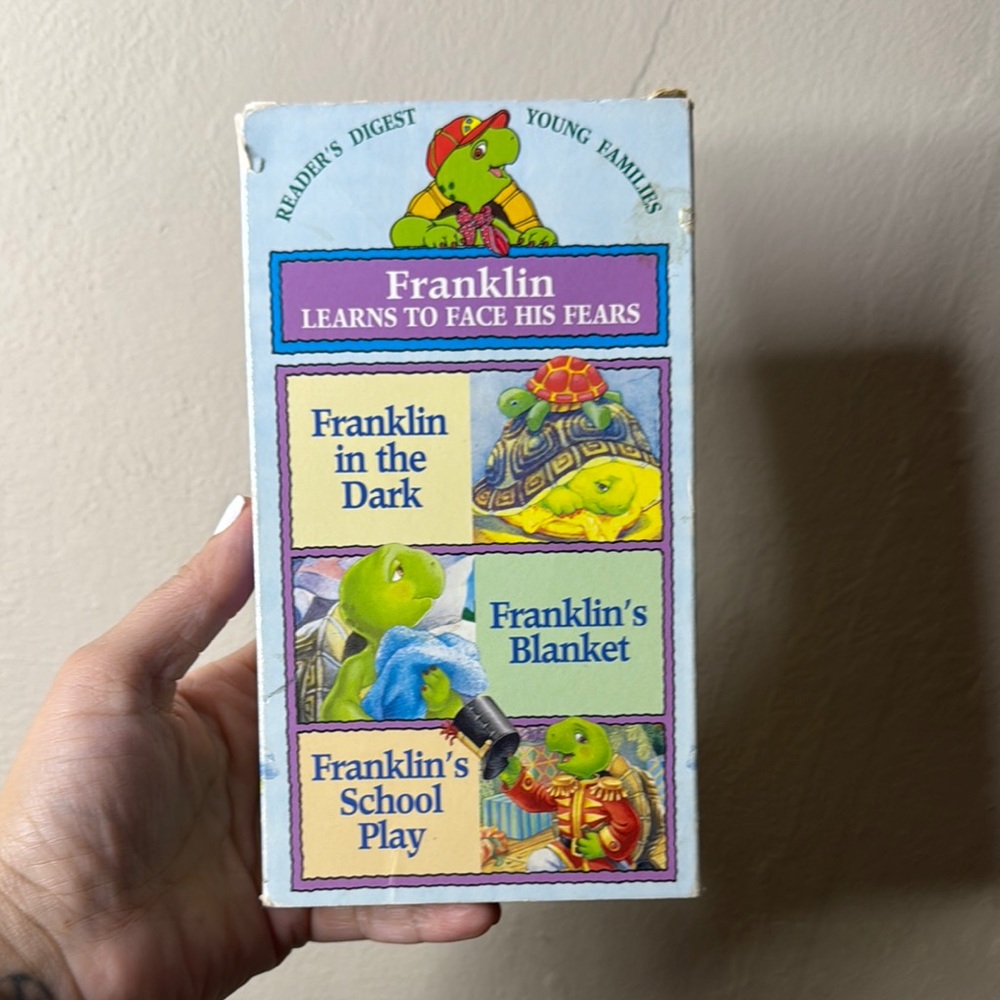 READER'S DIGEST YOUNG FAMILIES
Franklin
LEARNS TO FACE HIS FEARS
Franklin
in the
Dark
Franklin's
Blanket
Franklin's
School
Play